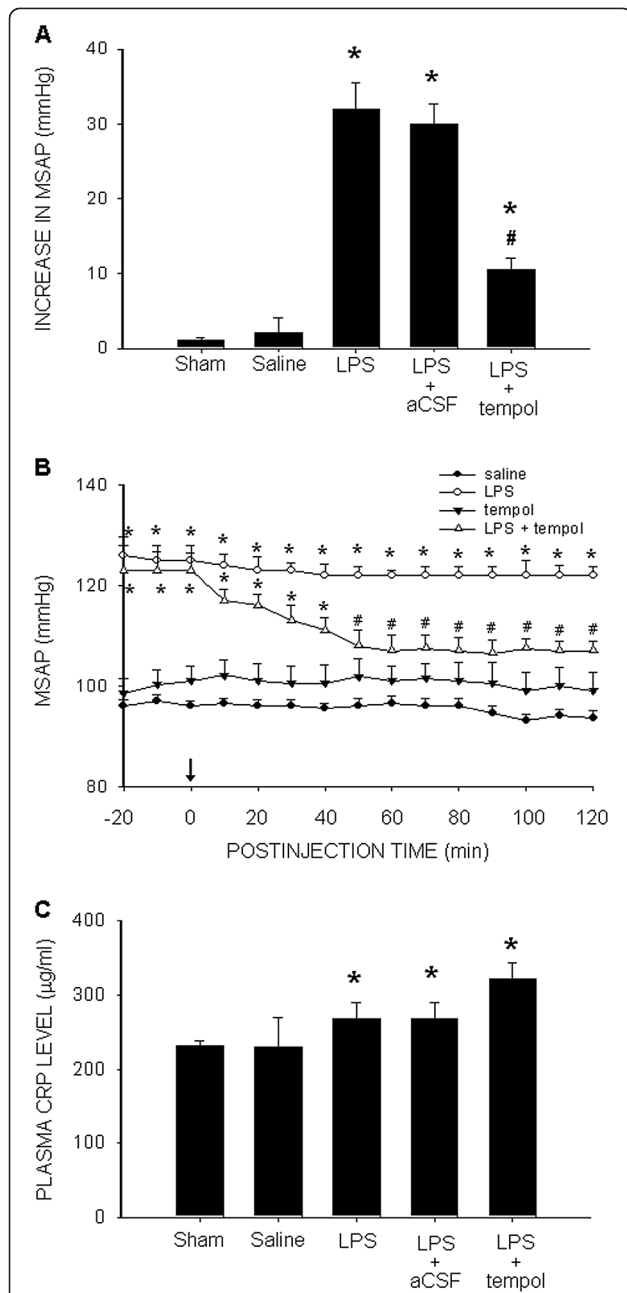 A
INCREASE IN MSAP (mmHg)
40
30
20
10
0
*
*
*
#
Sham
Saline
LPS
LPS
+
aCSF
LPS
+
tempol
B
saline
LPS
tempol
LPS + tempol
MSAP (mmHg)
140
120
100
80
* * * * * * * * * * * * * * *
* * * * * * * # # # # # # # #
-20 0 20 40 60 80 100 120
POSTINJECTION TIME (min)
C
PLASMA CRP LEVEL (µg/ml)
400
300
200
100
0
*
*
*
Sham
Saline
LPS
LPS
+
aCSF
LPS
+
tempol